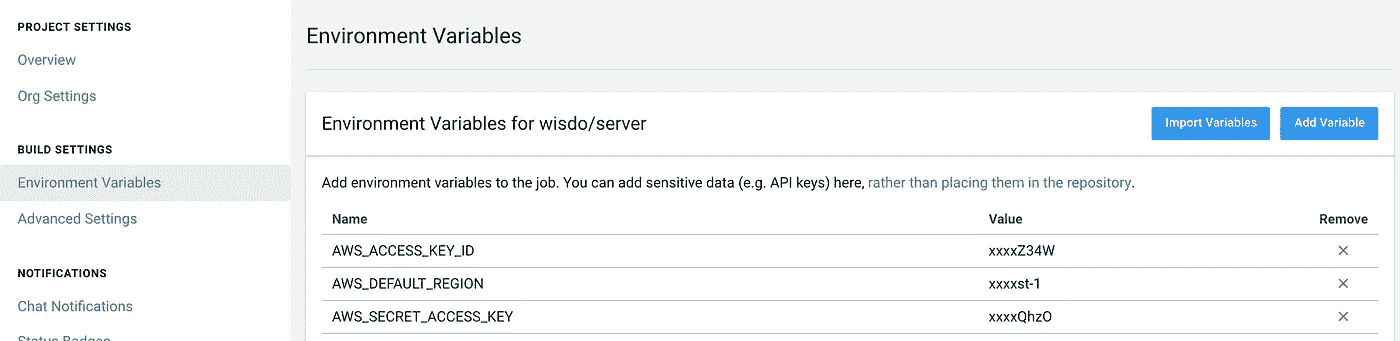 PROJECT SETTINGS
Overview
Org Settings
BUILD SETTINGS
Environment Variables
Advanced Settings
NOTIFICATIONS
Chat Notifications
Status Badges
Environment Variables
Environment Variables for wisdo/server
Import Variables
Add Variable
Add environment variables to the job. You can add sensitive data (e.g. API keys) here, rather than placing them in the repository.
Name Value Remove
AWS_ACCESS_KEY_ID xxxxZ34W ×
AWS_DEFAULT_REGION xxxxst-1 ×
AWS_SECRET_ACCESS_KEY xxxxQhzO ×